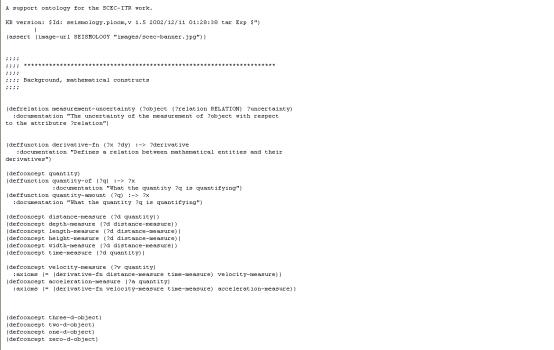 A support ontology for the SCEC-ITR work.
KB version: $Id: seismology.ploom,v 1.5 2002/12/11 01:28:38 tar Exp $")
)
(assert (image-url SEISMOLOGY "images/scec-banner.jpg"))
;;;;
;;;; **********************************************************************
;;;;
;;;; Background, mathematical constructs
;;;;
(defrelation measurement-uncertainty (?object (?relation RELATION) ?uncertainty)
:documentation "The uncertainty of the measurement of ?object with respect
to the attributre ?relation")
(deffunction derivative-fn (?x ?dy) :-> ?derivative
:documentation "Defines a relation between mathematical entities and their
derivatives")
(defconcept quantity)
(deffunction quantity-of (?q) :-> ?x
:documentation "What the quantity ?q is quantifying")
(deffunction quantity-amount (?q) :-> ?x
:documentation "What the quantity ?q is quantifying")
(defconcept distance-measure (?d quantity))
(defconcept depth-measure (?d distance-measure))
(defconcept length-measure (?d distance-measure))
(defconcept height-measure (?d distance-measure))
(defconcept width-measure (?d distance-measure))
(defconcept time-measure (?d quantity))
(defconcept velocity-measure (?v quantity)
:axioms (= (derivative-fn distance-measure time-measure) velocity-measure))
(defconcept acceleration-measure (?a quantity)
:axioms (= (derivative-fn velocity-measure time-measure) acceleration-measure))
(defconcept three-d-object)
(defconcept two-d-object)
(defconcept one-d-object)
(defconcept zero-d-object)